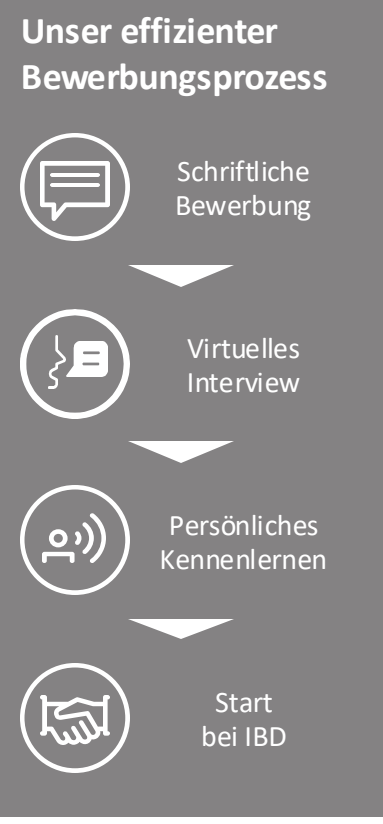 Unser effizienter
Bewerbungsprozess
Schriftliche
Bewerbung
Virtuelles
Interview
Persönliches
Kennenlernen
Start
bei IBD